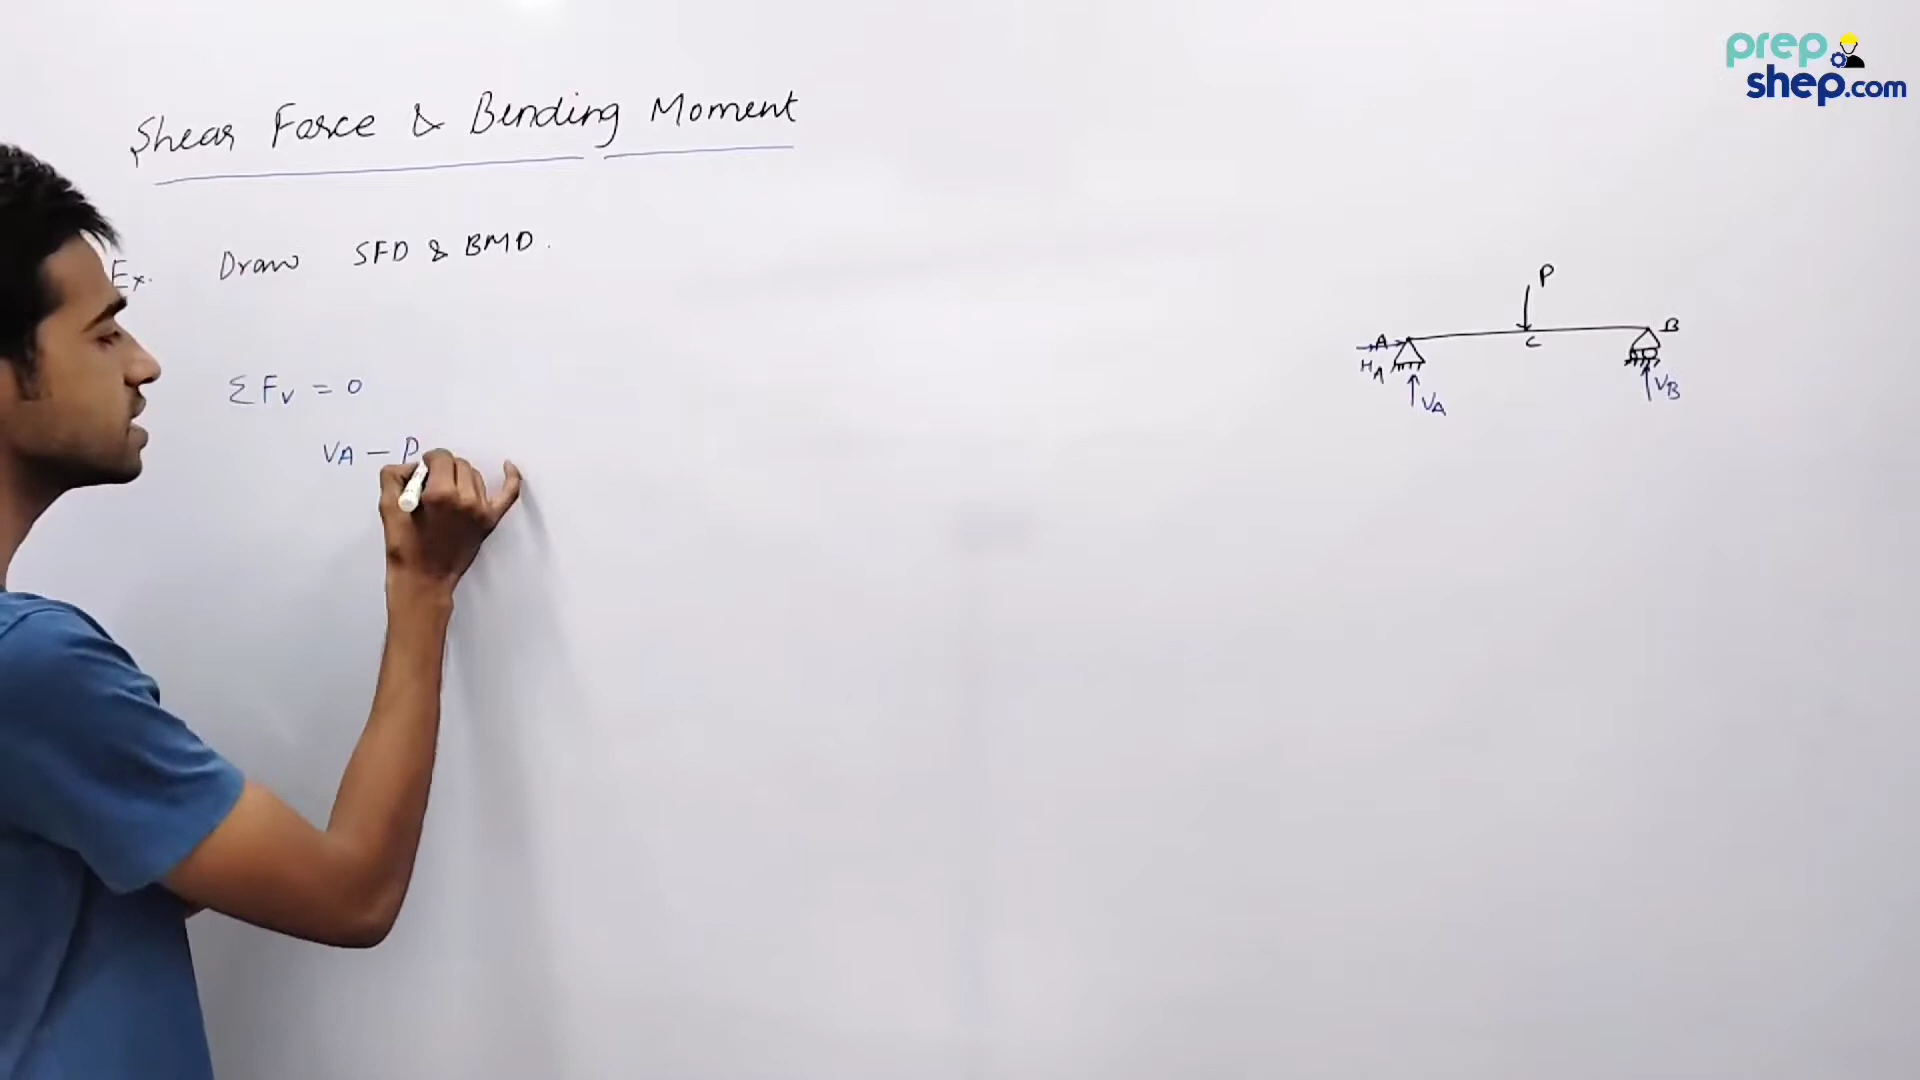 prep
shep.com
Shear Force & Bending Moment
Ex. Draw SFD & BMD.
P
A
B
C
HA
VA
VB
ΣFv = 0
VA - P